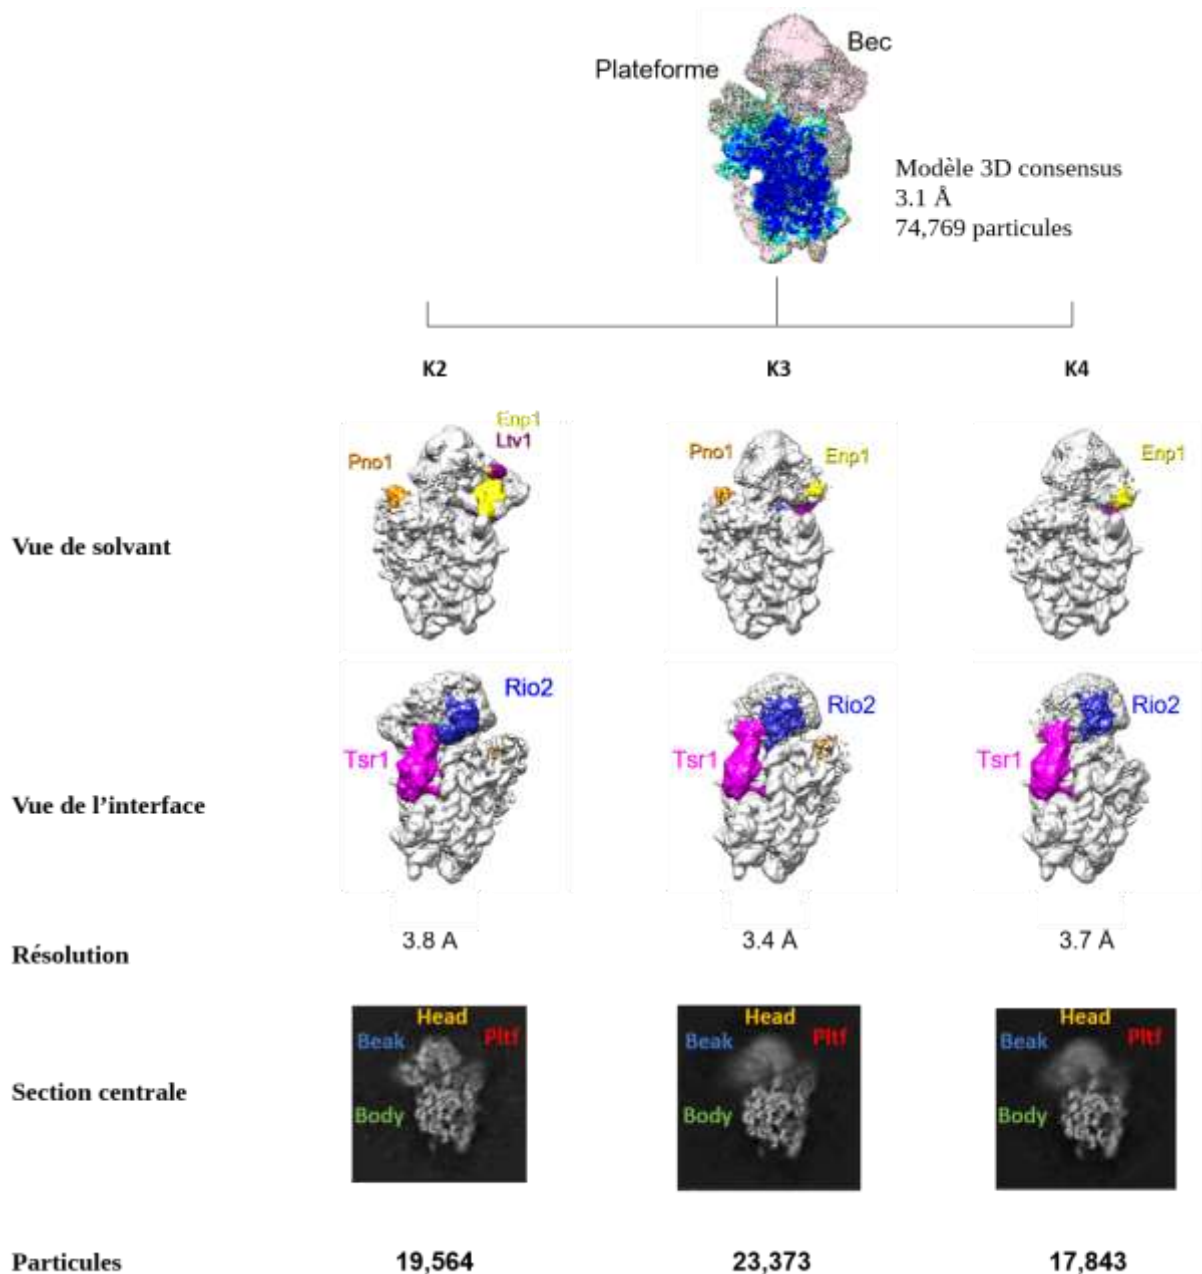 Bec
Plateforme
Modèle 3D consensus
3.1 Å
74,769 particules
K2 K3 K4
Enp1
Ltv1
Pno1
Pno1 Enp1
Enp1
Vue de solvant
Rio2 Rio2 Rio2
Tsr1 Tsr1 Tsr1
Vue de l’interface
3.8 A 3.4 Å 3.7 Å
Résolution
Head Head Head
Beak Pltf Beak Pltf Beak Pltf
Section centrale
Body Body Body
Particules 19,564 23,373 17,843